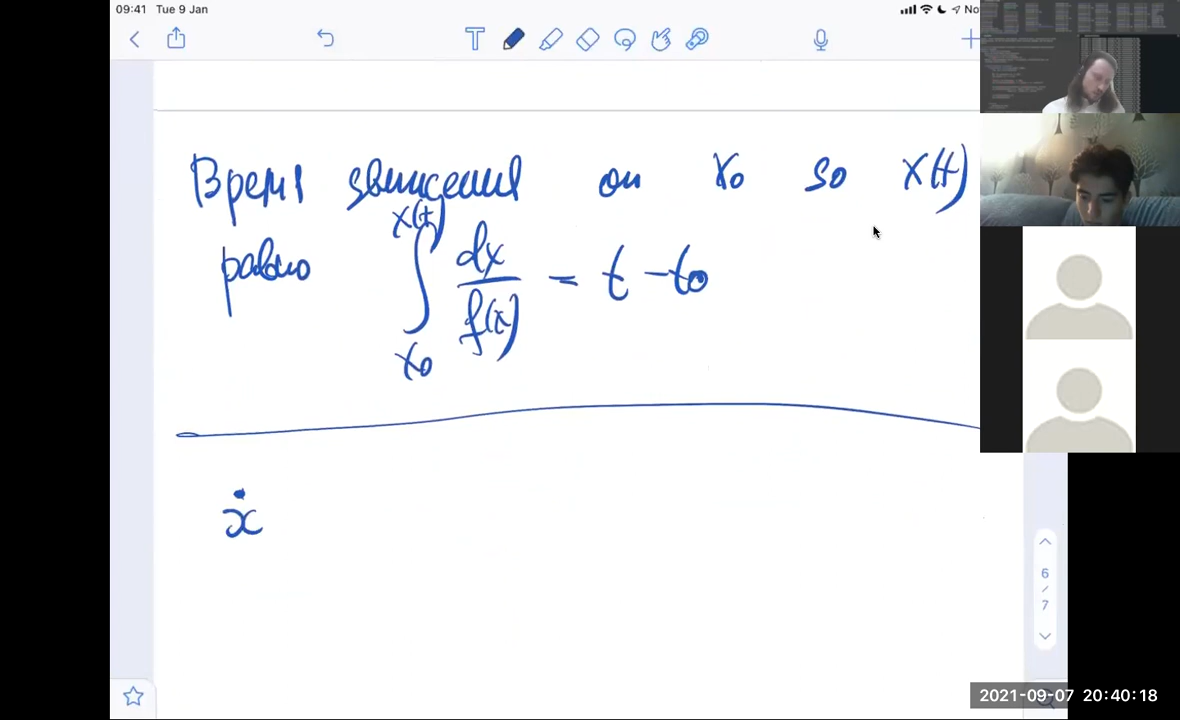 09:41 Tue 9 Jan
Время движения от x₀ до x(t)
равно ∫_{x₀}^{x(t)} dx/f(x) = t - t₀
ẋ
6
/
7
2021-09-07 20:40:18